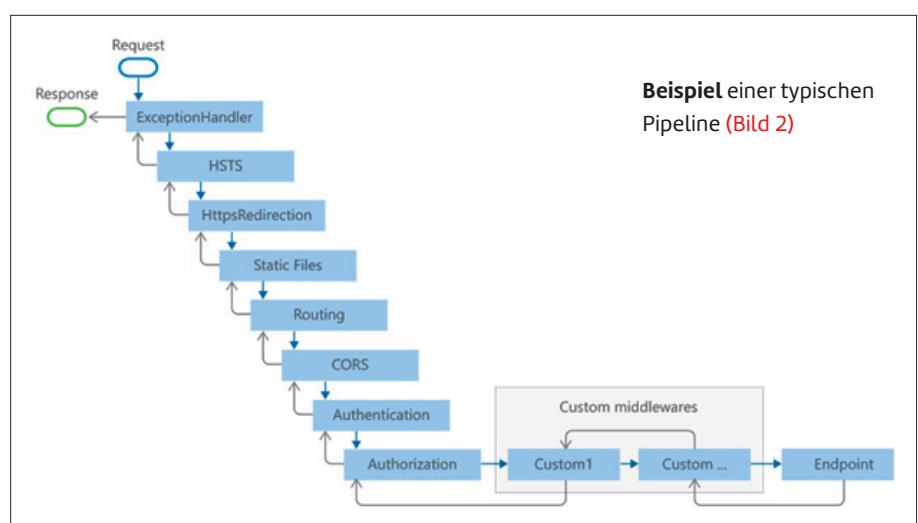 Request
Response
Beispiel einer typischen
Pipeline (Bild 2)
ExceptionHandler
HSTS
HttpsRedirection
Static Files
Routing
CORS
Authentication
Custom middlewares
Authorization
Custom1
Custom ...
Endpoint